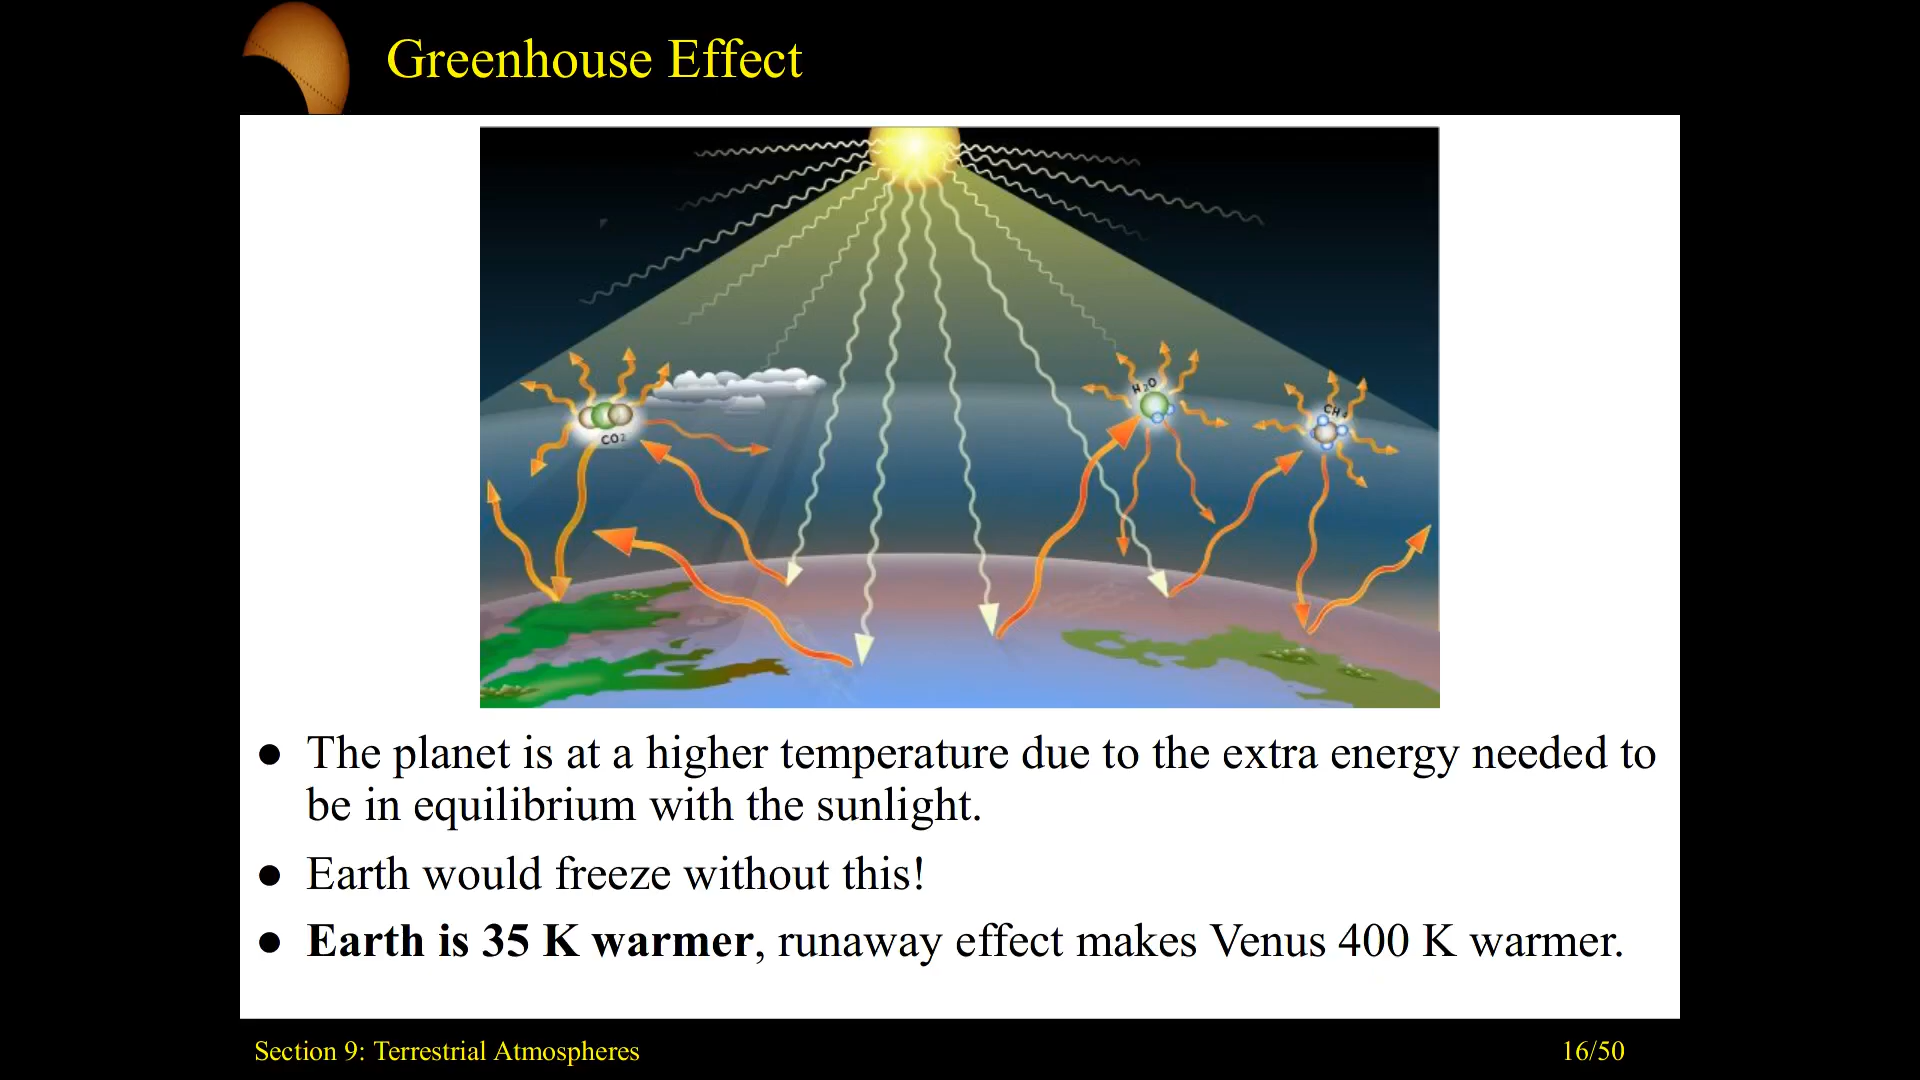 Greenhouse Effect
CO2
H2O
CH4
● The planet is at a higher temperature due to the extra energy needed to
be in equilibrium with the sunlight.
● Earth would freeze without this!
● Earth is 35 K warmer, runaway effect makes Venus 400 K warmer.
Section 9: Terrestrial Atmospheres
16/50